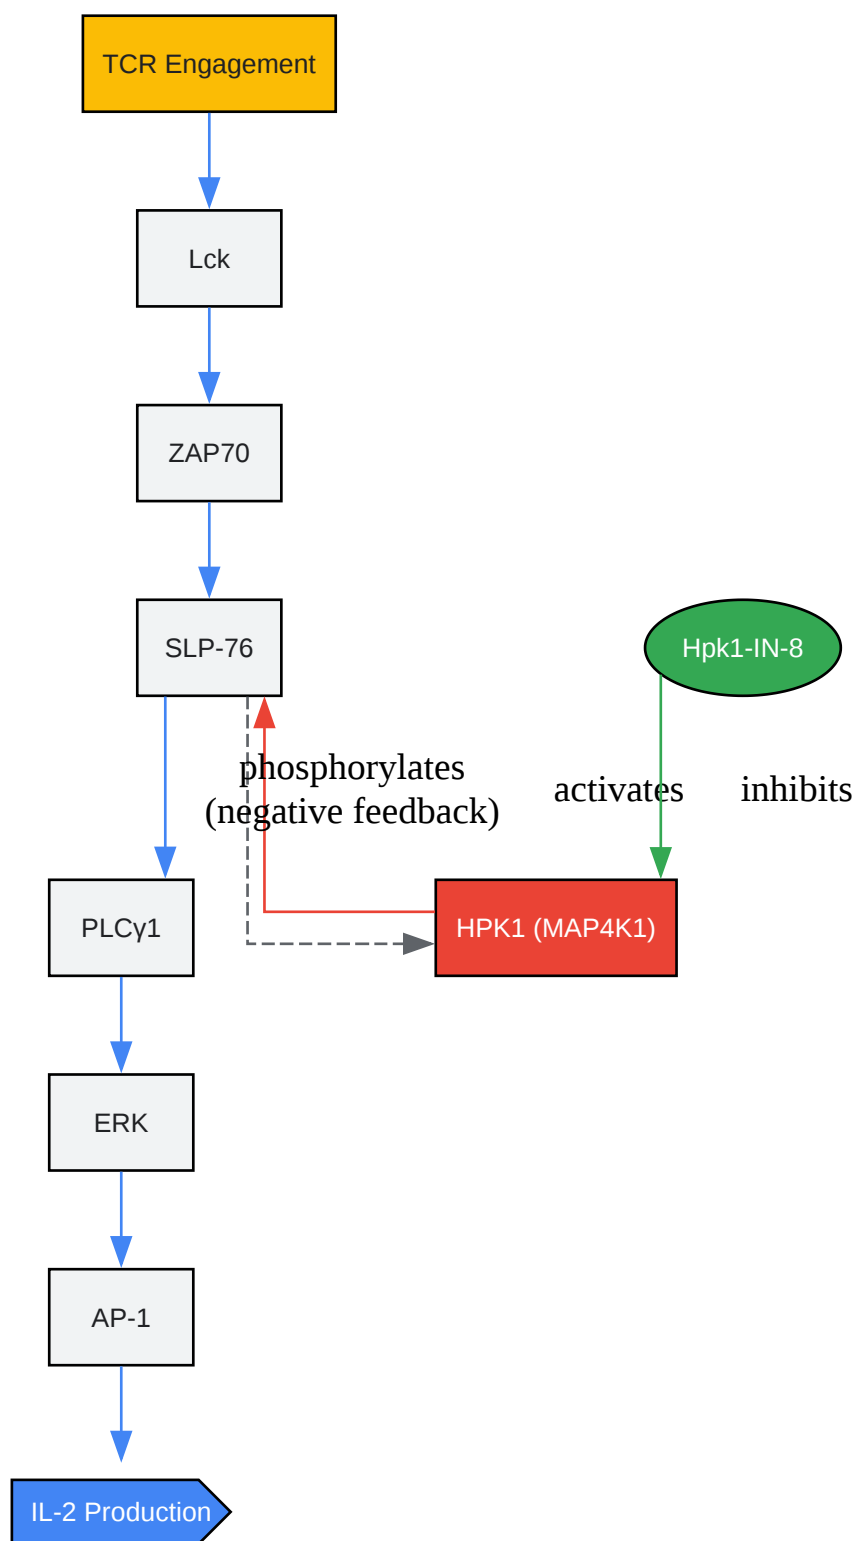 TCR Engagement
Lck
ZAP70
SLP-76
Hpk1-IN-8
phosphorylates
(negative feedback)
activates
inhibits
PLCγ1
HPK1 (MAP4K1)
ERK
AP-1
IL-2 Production